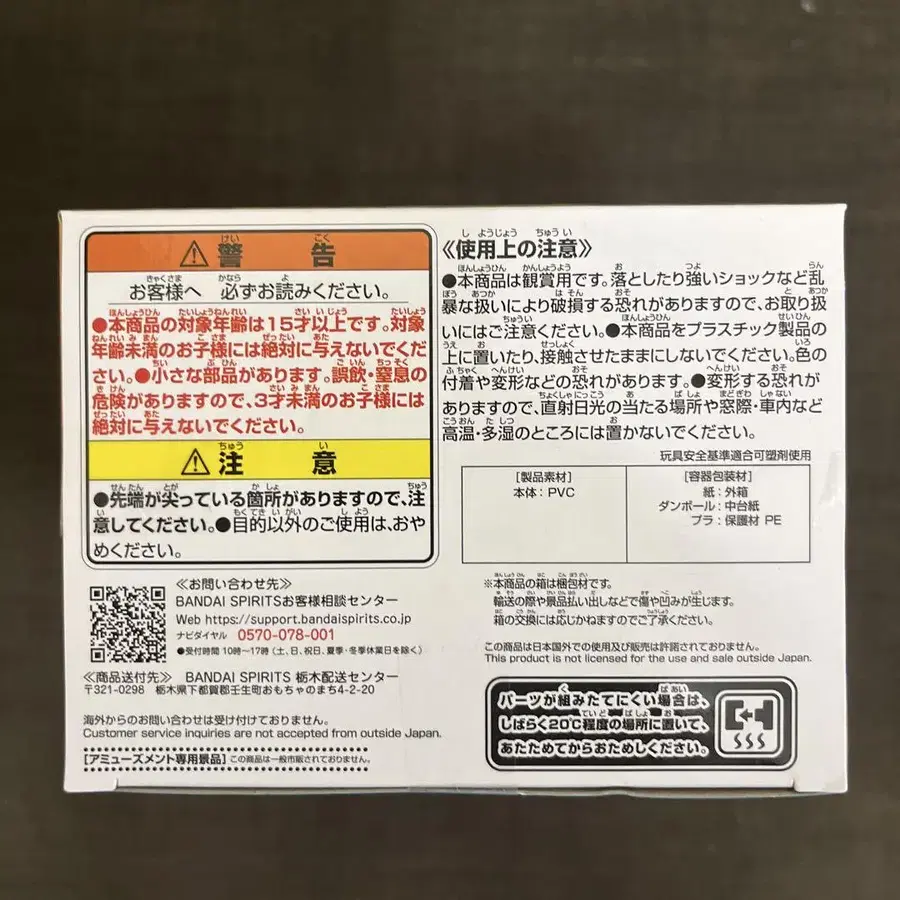 警告
お客様へ 必ずお読みください。
●本商品の対象年齢は15才以上です。対象
年齢未満のお子様には絶対に与えないでくだ
さい。●小さな部品があります。誤飲・窒息の
危険がありますので、3才未満のお子様には
絶対に与えないでください。
注意
●先端が尖っている箇所がありますので、注
意してください。●目的以外のご使用は、おや
めください。
≪お問い合わせ先≫
BANDAI SPIRITSお客様相談センター
Web https://support.bandaispirits.co.jp
ナビダイヤル 0570-078-001
●受付時間 10時〜17時 (土、日、祝日、夏季・冬季休業日を除く)
≪商品送付先≫ BANDAI SPIRITS 栃木配送センター
〒321-0298 栃木県下都賀郡壬生町おもちゃのまち4-2-20
海外からのお問い合わせは受け付けておりません。
Customer service inquiries are not accepted from outside Japan.
[アミューズメント専用景品] この商品は一般市販されておりません。
《使用上の注意》
●本商品は観賞用です。落としたり強いショックなど乱
暴な扱いにより破損する恐れがありますので、お取り扱
いにはご注意ください。●本商品をプラスチック製品の
上に置いたり、接触させたままにしないでください。色の
付着や変形などの恐れがあります。●変形する恐れが
ありますので、直射日光の当たる場所や窓際・車内など
高温・多湿のところには置かないでください。
玩具安全基準適合可塑剤使用
[製品素材]
本体：PVC
[容器包装材]
紙：外箱
ダンボール：中台紙
プラ：保護材 PE
※本商品の箱は梱包材です。
輸送の際や景品払い出しなどで傷や凹みが生じます。
箱の交換には応じかねますのでご了承ください。
この商品は日本国外での使用及び販売は許諾されておりません。
This product is not licensed for the use and sale outside Japan.
パーツが組みたてにくい場合は、
しばらく20℃程度の場所に置いて、
あたためてからおためしください。